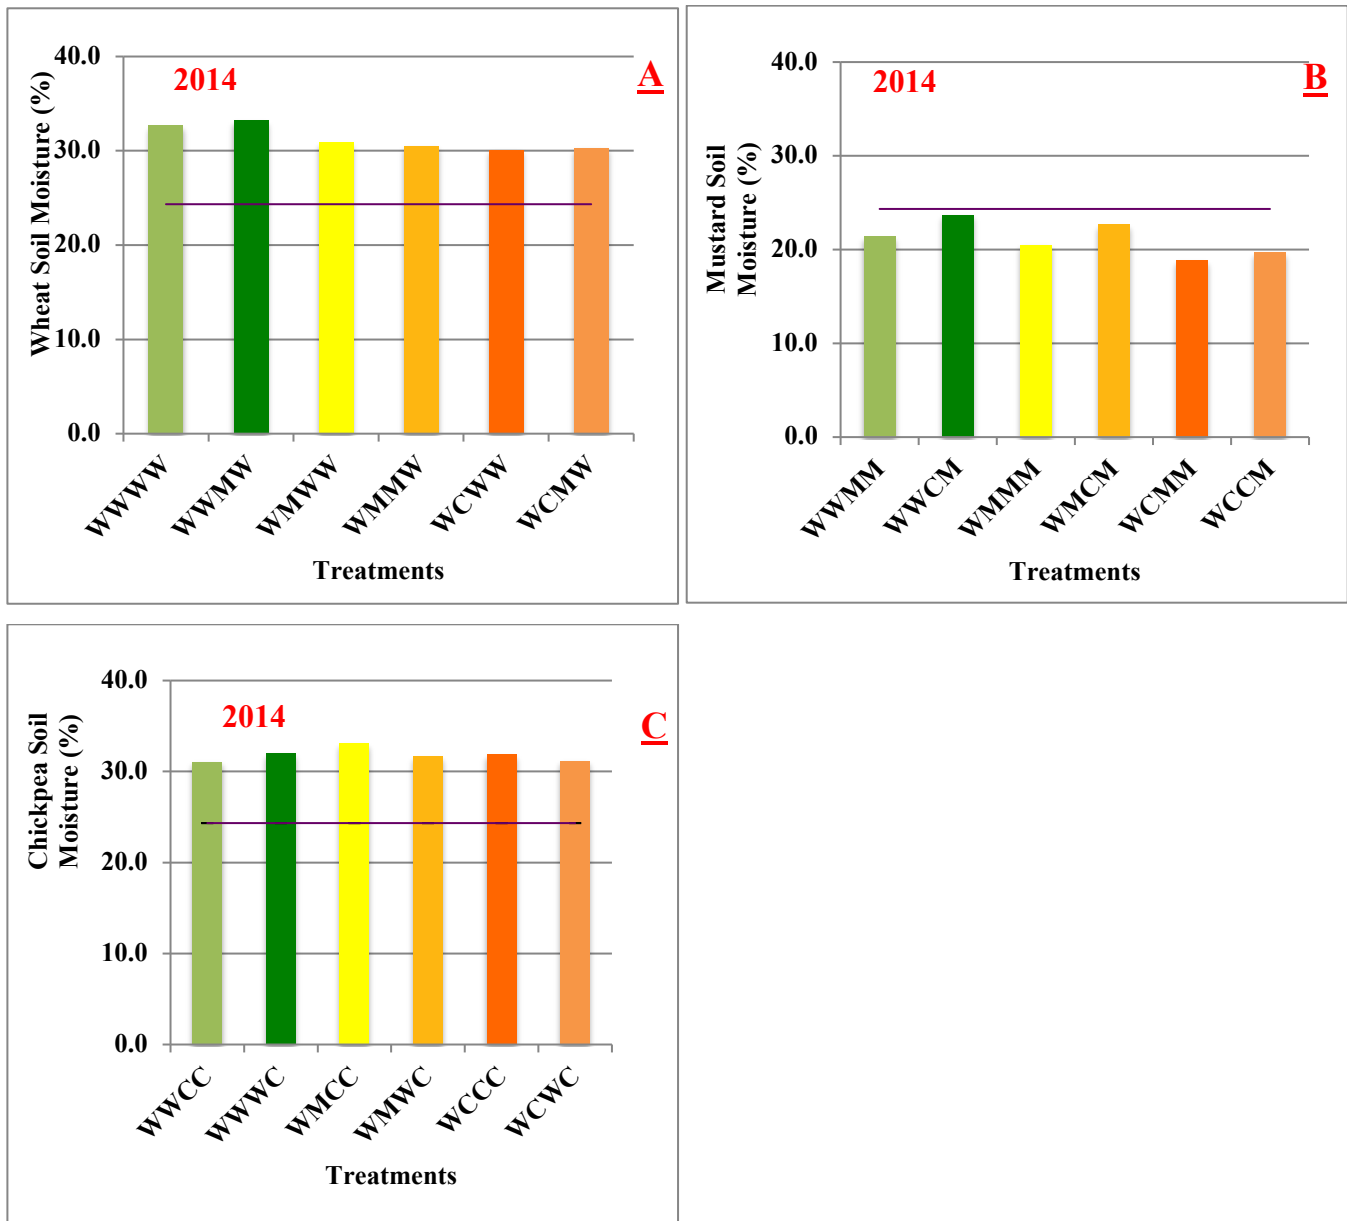 40.0
30.0
20.0
10.0
0.0
Wheat Soil Moisture (%)
2014
A
WWWW
WWMW
WMWW
WMMW
WCWW
WCMW
Treatments
40.0
30.0
20.0
10.0
0.0
Mustard Soil
Moisture (%)
2014
B
WWMM
WWCM
WMMM
WMCM
WCMM
WCCM
Treatments
40.0
30.0
20.0
10.0
0.0
Chickpea Soil
Moisture (%)
2014
C
WWCC
WWWC
WMCC
WMWC
WCCC
WCWC
Treatments